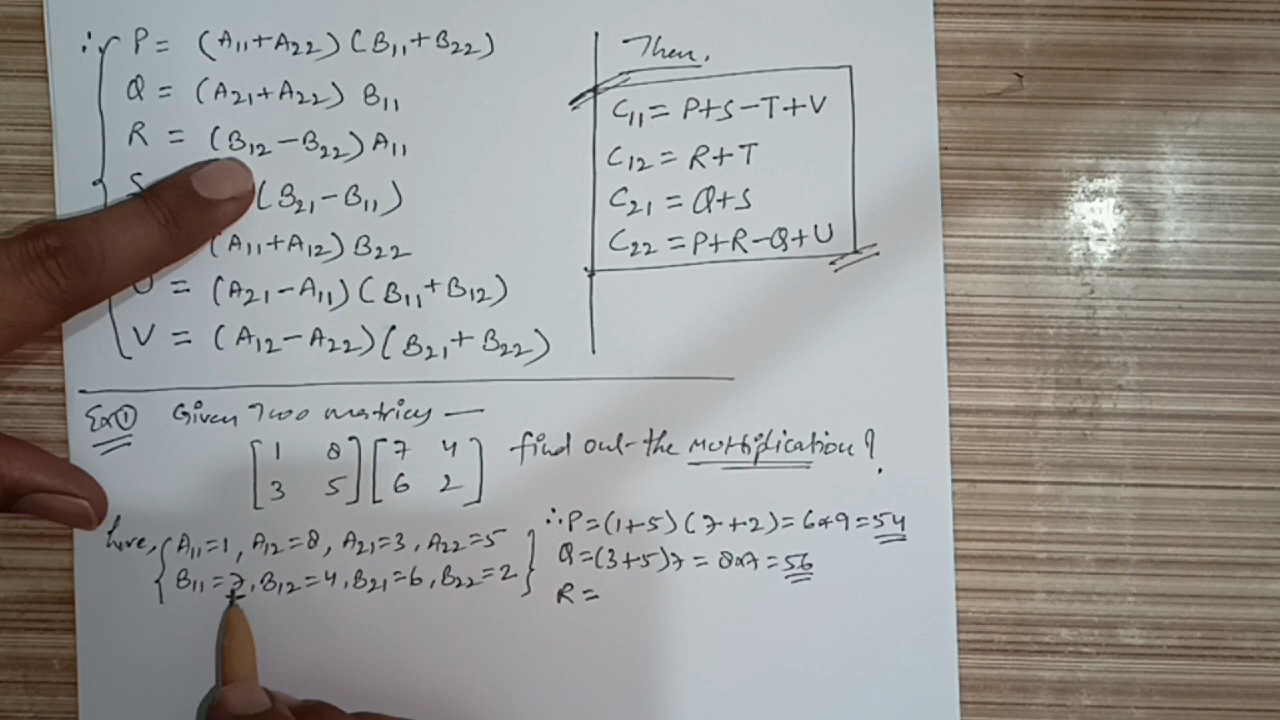 ∴ P = (A11+A22) (B11+B22)
Q = (A21+A22) B11
R = (B12-B22) A11
(B21-B11)
(A11+A12) B22
U = (A21-A11) (B11+B12)
V = (A12-A22) (B21+B22)
Then,
C11 = P+S-T+V
C12 = R+T
C21 = Q+S
C22 = P+R-Q+U
Ex① Given Two matrices —
[1 8] [7 4] find out the Multiplication ?
[3 5] [6 2]
here, A11=1, A12=8, A21=3, A22=5
B11=7, B12=4, B21=6, B22=2
∴ P=(1+5) (7+2) = 6*9 = 54
Q=(3+5)7 = 8*7 = 56
R =